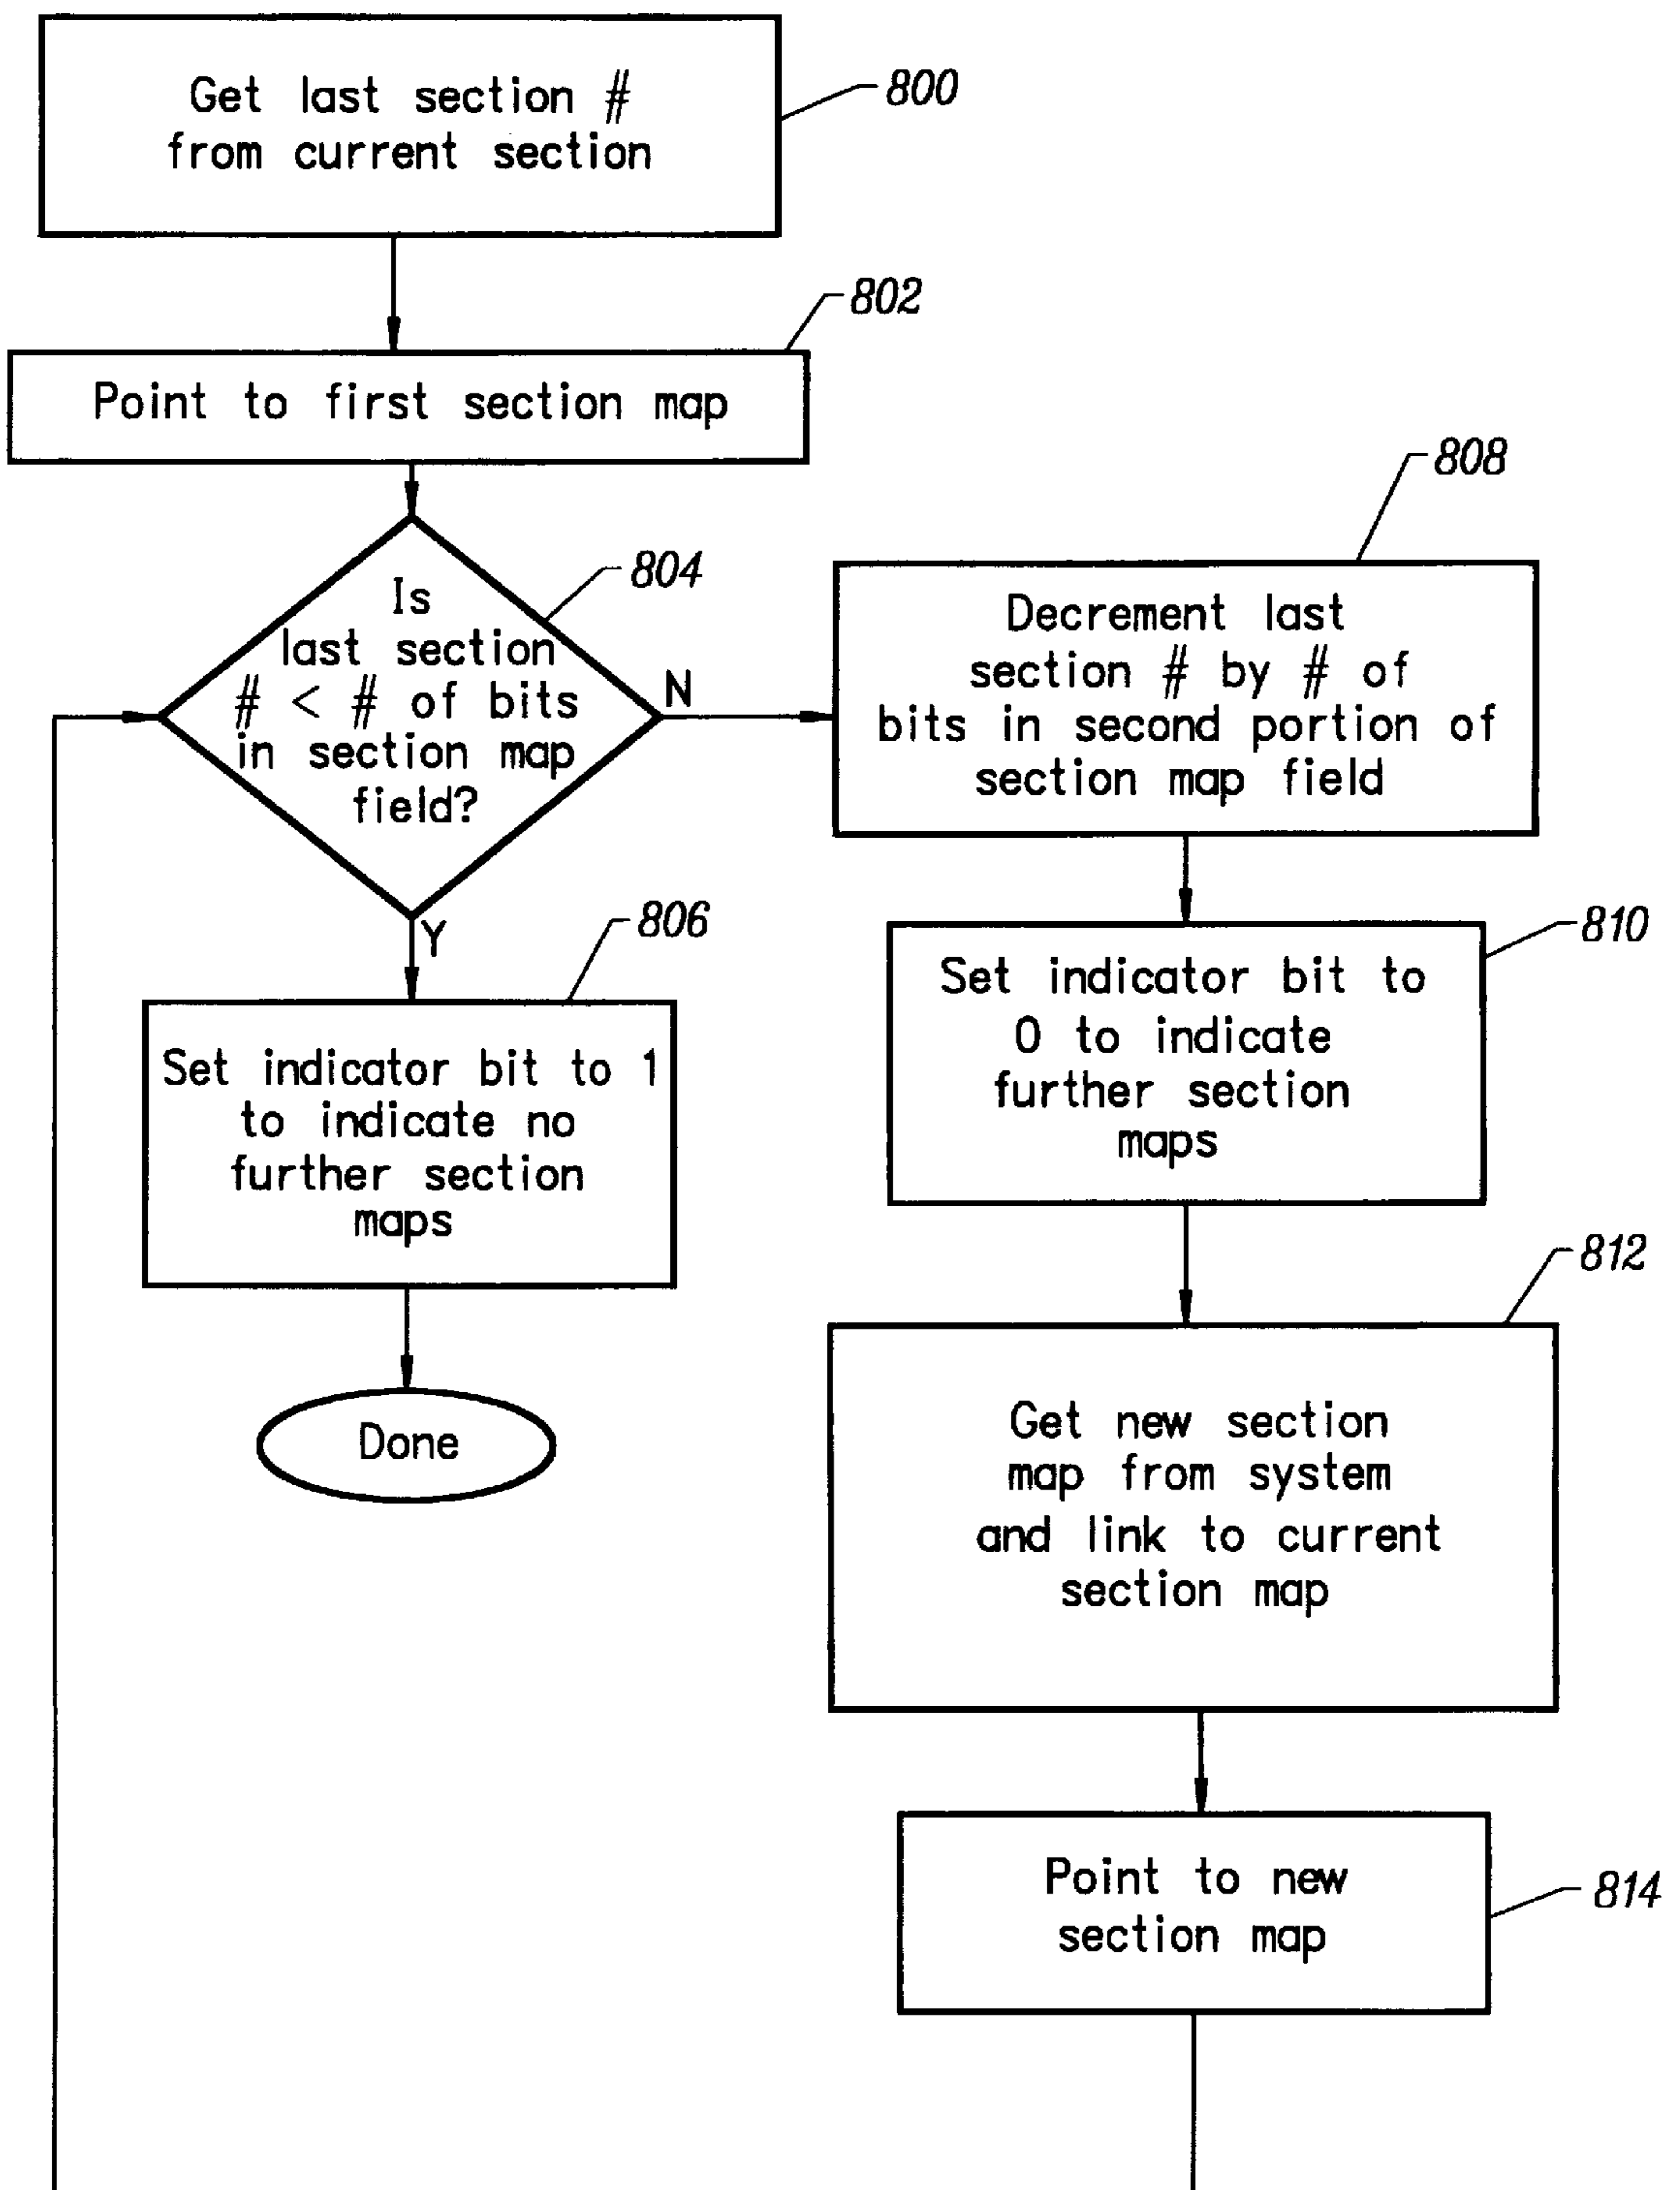 Get last section #
from current section
800
802
Point to first section map
804
Is
last section
# < # of bits
in section map
field?
N
Y
806
Set indicator bit to 1
to indicate no
further section
maps
Done
808
Decrement last
section # by # of
bits in second portion of
section map field
810
Set indicator bit to
0 to indicate
further section
maps
812
Get new section
map from system
and link to current
section map
Point to new
section map
814